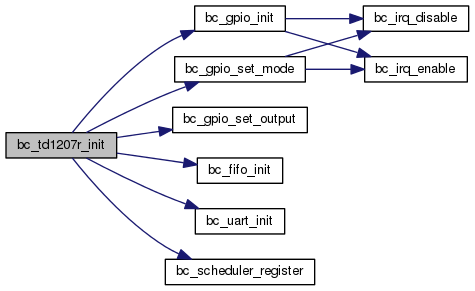 bc_td1207r_init
bc_gpio_init
bc_gpio_set_mode
bc_gpio_set_output
bc_fifo_init
bc_uart_init
bc_scheduler_register
bc_irq_disable
bc_irq_enable